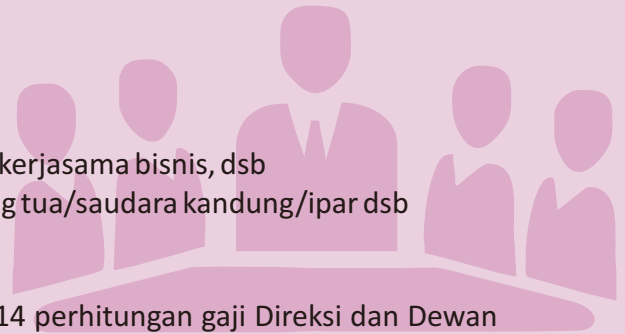 kerjasama bisnis, dsb
g tua/saudara kandung/ipar dsb
14 perhitungan gaji Direksi dan Dewan